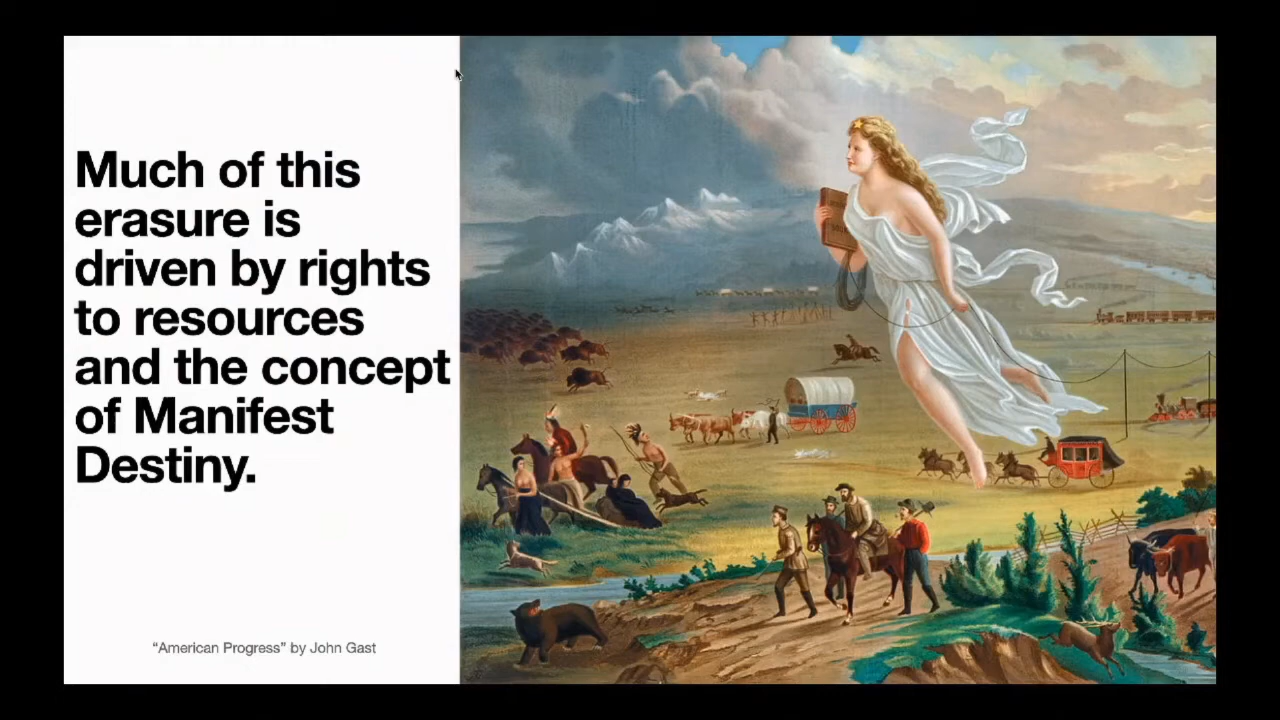 Much of this
erasure is
driven by rights
to resources
and the concept
of Manifest
Destiny.
“American Progress” by John Gast